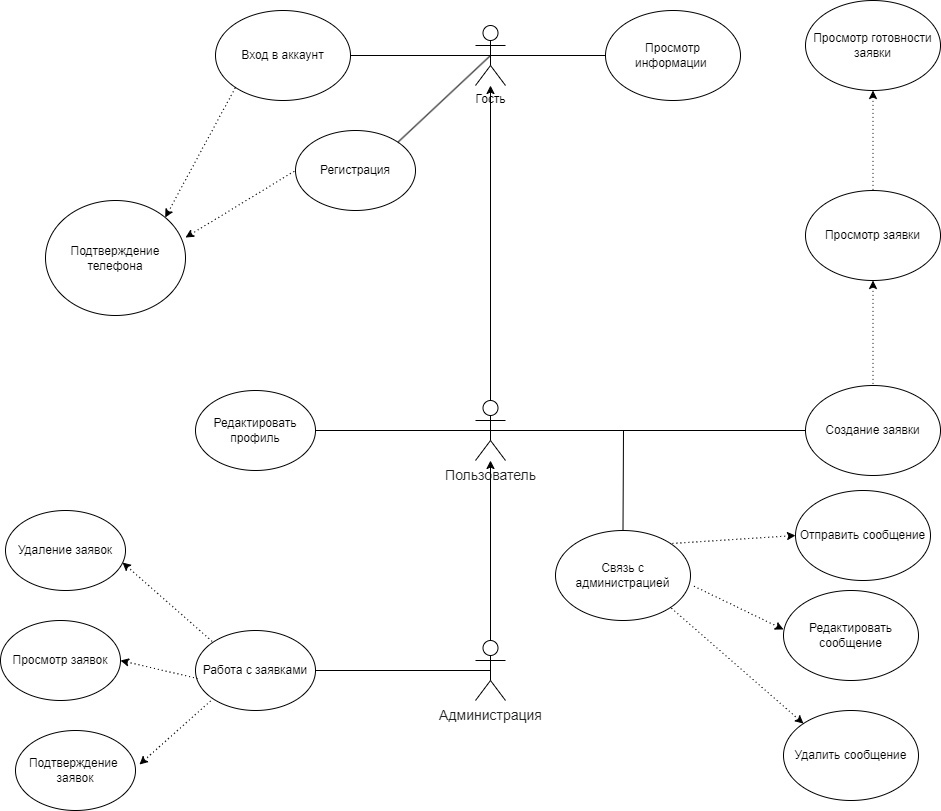 Просмотр готовности
заявки
Вход в аккаунт
Просмотр
информации
Гость
Регистрация
Подтверждение
телефона
Просмотр заявки
Редактировать
профиль
Создание заявки
Пользователь
Удаление заявок
Отправить сообщение
Связь с
администрацией
Редактировать
сообщение
Просмотр заявок
Работа с заявками
Администрация
Подтверждение
заявок
Удалить сообщение